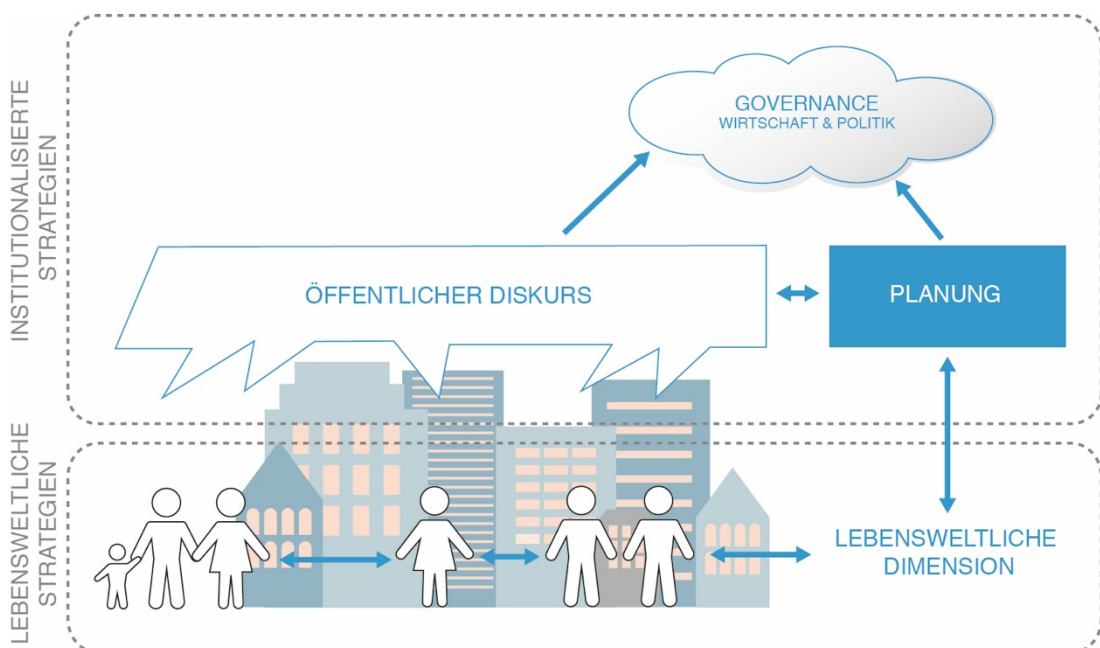 INSTITUTIONALISIERTE
STRATEGIEN
GOVERNANCE
WIRTSCHAFT & POLITIK
ÖFFENTLICHER DISKURS
PLANUNG
LEBENSWELTLICHE
STRATEGIEN
LEBENSWELTLICHE
DIMENSION